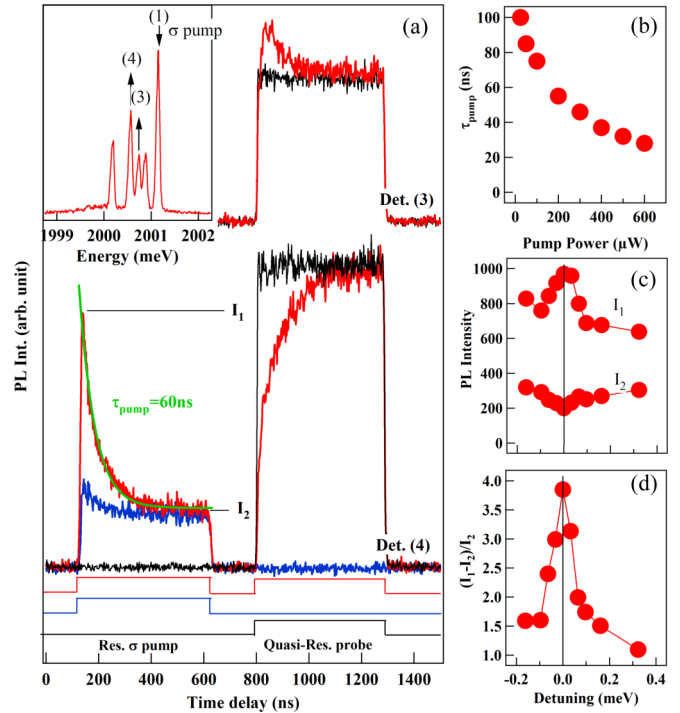 (1)
σ pump
(4)
(3)
1999 2000 2001 2002
Energy (meV)
(a)
Det. (3)
PL Int. (arb. unit)
I₁
τpump=60ns
I₂
Det. (4)
Res. σ pump
Quasi-Res. probe
0 200 400 600 800 1000 1200 1400
Time delay (ns)
(b)
100
80
60
40
20
0
τpump (ns)
0 200 400 600
Pump Power (µW)
(c)
1000
800
600
400
200
0
PL Intensity
I₁
I₂
(d)
4.0
3.5
3.0
2.5
2.0
1.5
1.0
(I₁-I₂)/I₂
-0.2 0.0 0.2 0.4
Detuning (meV)